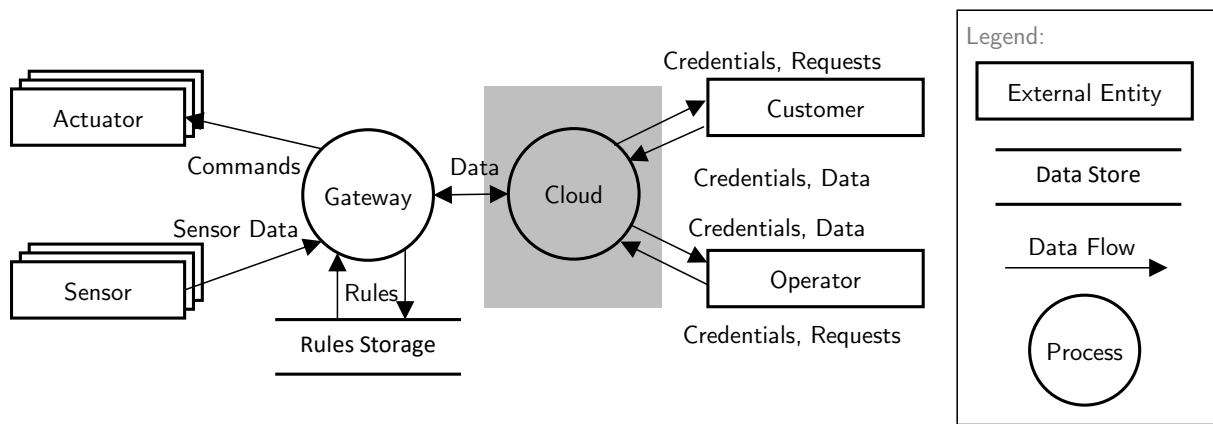 Legend:
Credentials, Requests
External Entity
Actuator
Customer
Commands
Data
Data Store
Gateway
Cloud
Credentials, Data
Sensor Data
Credentials, Data
Data Flow
Sensor
Rules
Operator
Rules Storage
Credentials, Requests
Process